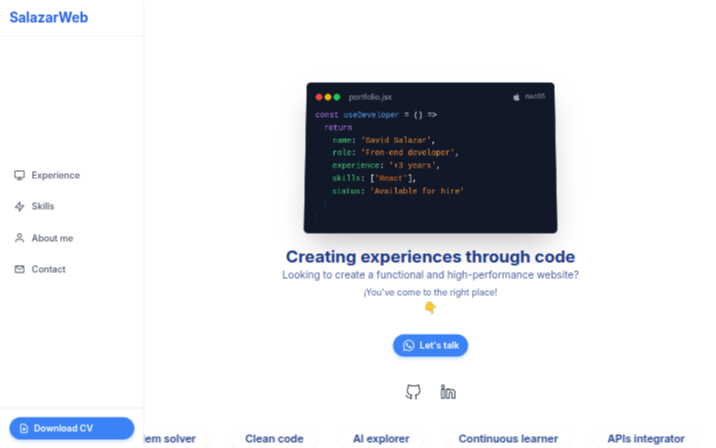 SalazarWeb
Experience
Skills
About me
Contact
Download CV
portfolio.jsx
macOS
const useDeveloper = () =>
return
name: 'David Salazar',
role: 'Fron-end developer',
experience: '+3 years',
skills: ['React'],
status: 'Available for hire'
Creating experiences through code
Looking to create a functional and high-performance website?
¡You've come to the right place!
Let's talk
lem solver
Clean code
AI explorer
Continuous learner
APIs integrator